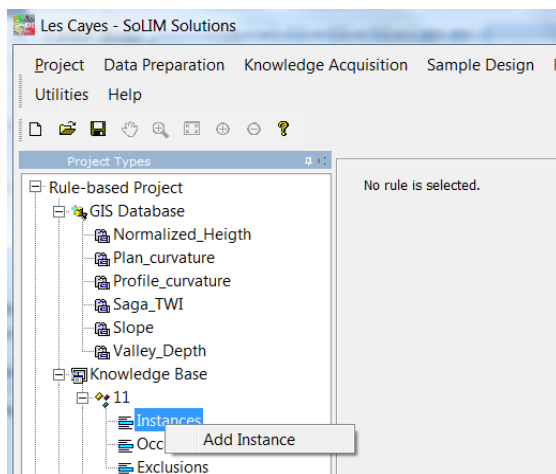 Les Cayes - SoLIM Solutions
Project Data Preparation Knowledge Acquisition Sample Design
Utilities Help
Project Types
Rule-based Project
No rule is selected.
GIS Database
Normalized_Heigth
Plan_curvature
Profile_curvature
Saga_TWI
Slope
Valley_Depth
Knowledge Base
11
Instances
Add Instance
Occ
Exclusions